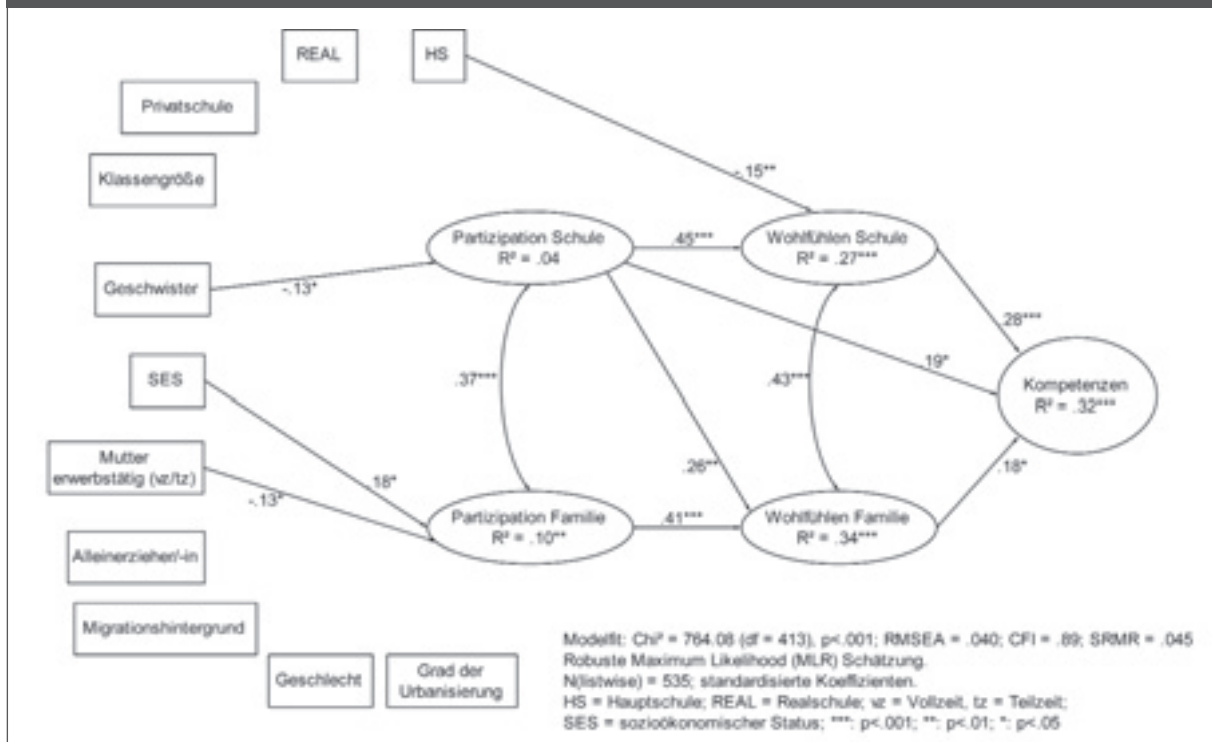 REAL
HS
Privatschule
Klassengröße
-.15**
Partizipation Schule
R² = .04
.45***
Wohlfühlen Schule
R² = .27***
Geschwister
-.13*
.28***
SES
.37***
.43***
.19*
Kompetenzen
R² = .32***
Mutter
erwerbstätig (vz/tz)
-.13*
.18*
.26**
.18*
Partizipation Familie
R² = .10**
.41***
Wohlfühlen Familie
R² = .34***
Alleinerzieher/-in
Migrationshintergrund
Geschlecht
Grad der
Urbanisierung
Modelfit: Chi² = 764.08 (df = 413), p<.001; RMSEA = .040; CFI = .89; SRMR = .045
Robuste Maximum Likelihood (MLR) Schätzung.
N(listwise) = 535; standardisierte Koeffizienten.
HS = Hauptschule; REAL = Realschule; vz = Vollzeit, tz = Teilzeit;
SES = sozioökonomischer Status; ***: p<.001; **: p<.01; *: p<.05